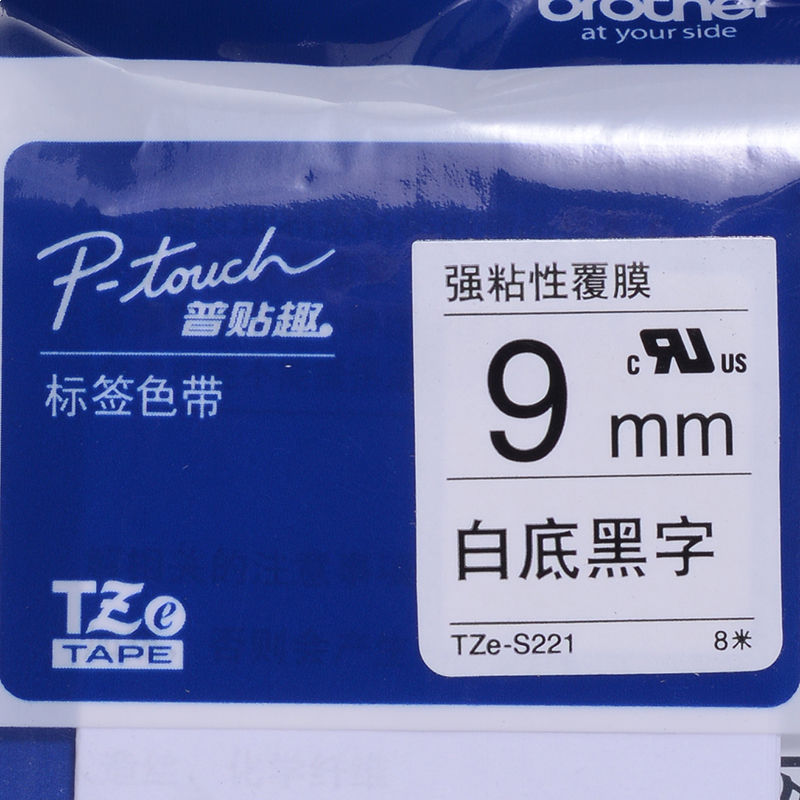 brother
at your side
P-touch
普贴趣
标签色带
TZe
TAPE
强粘性覆膜
9 mm
c RU US
白底黑字
TZe-S221 8米